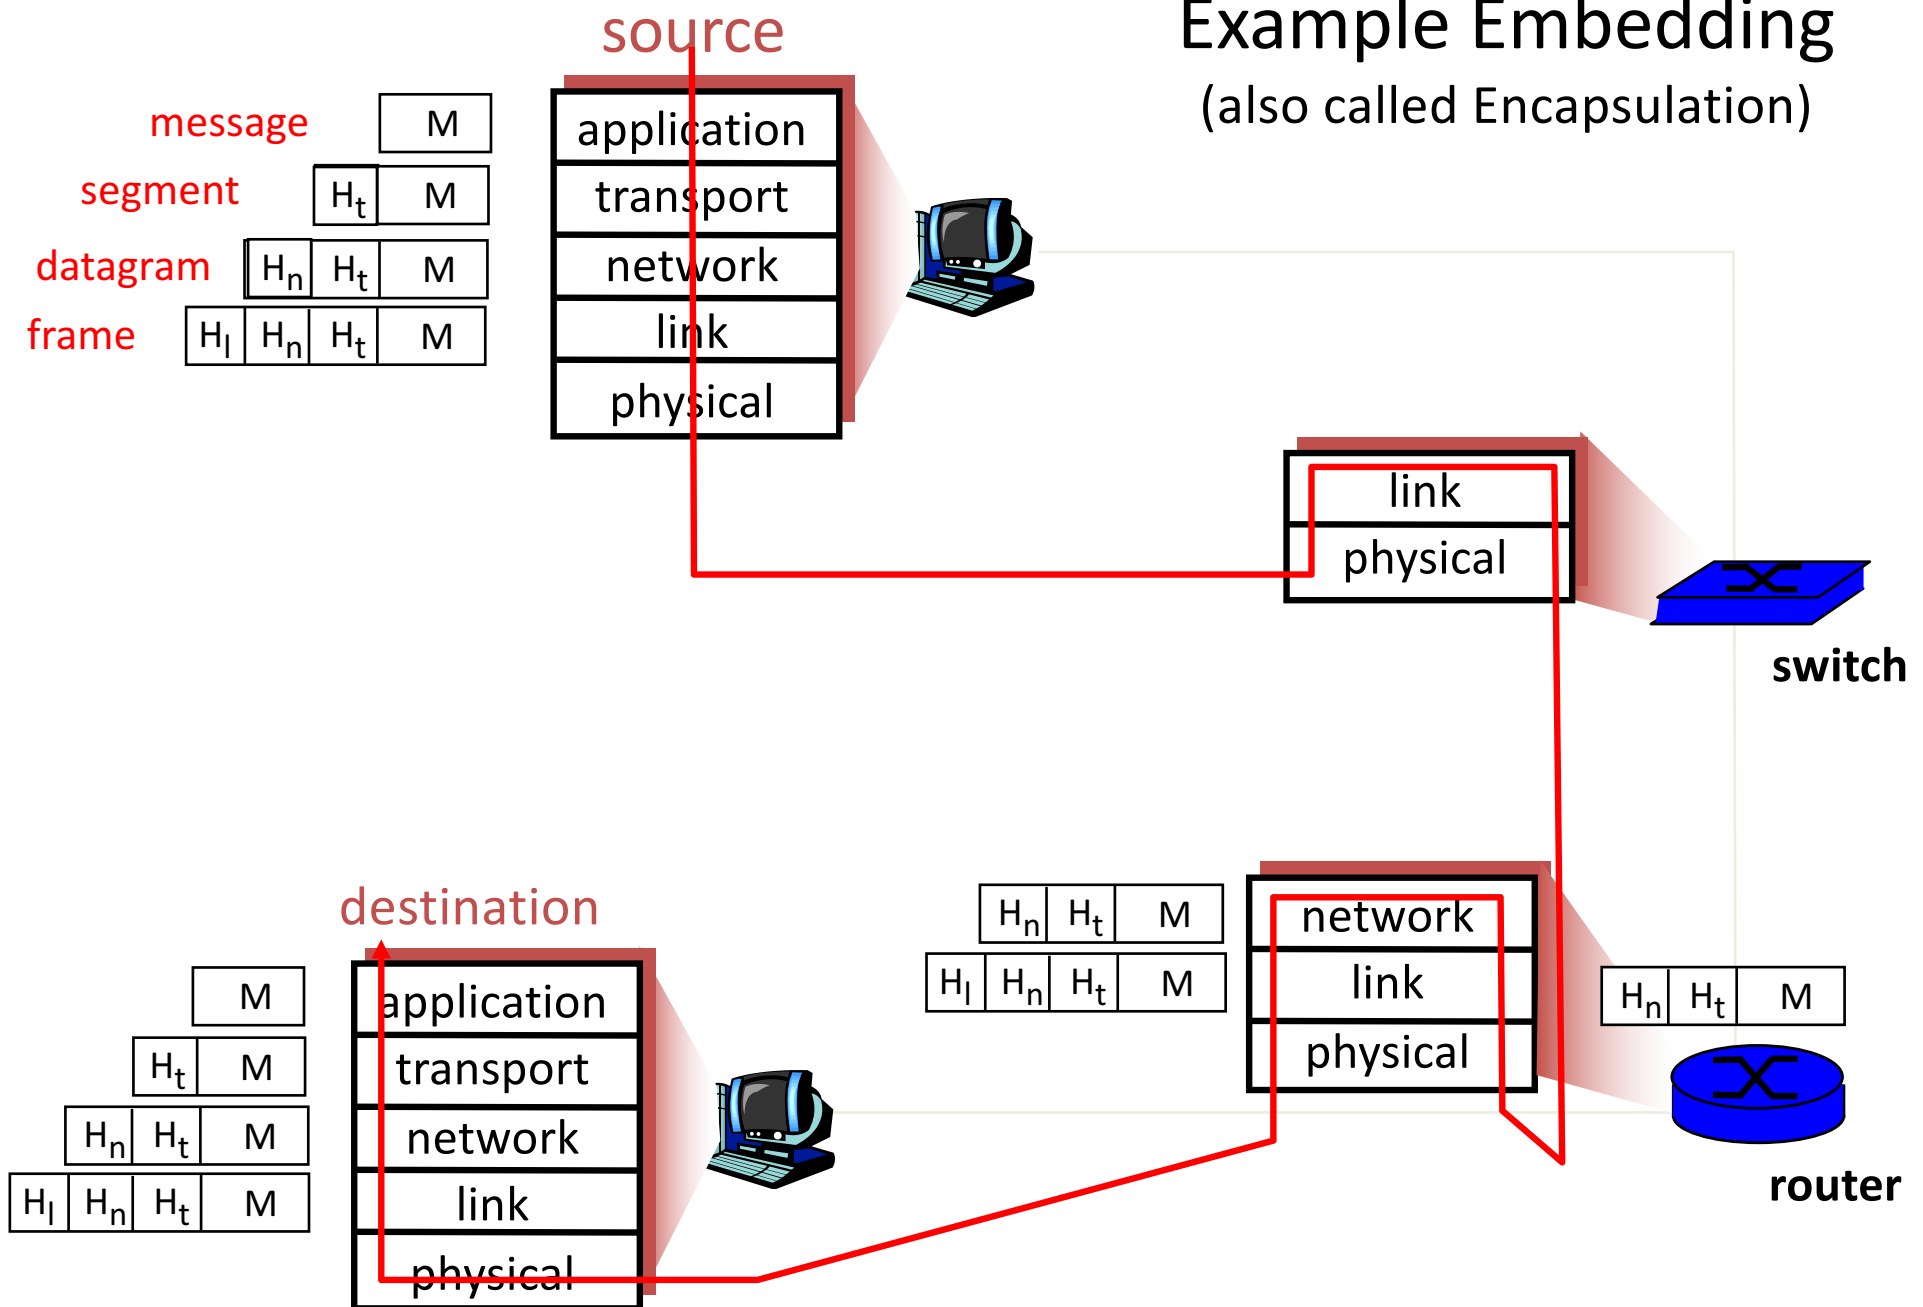 source
Example Embedding
(also called Encapsulation)
message M
application
segment Ht M
transport
datagram Hn Ht M
network
frame Hl Hn Ht M
link
physical
link
physical
switch
destination
Hn Ht M
network
Hl Hn Ht M
link
Hn Ht M
physical
router
M
application
Ht M
transport
Hn Ht M
network
Hl Hn Ht M
link
physical